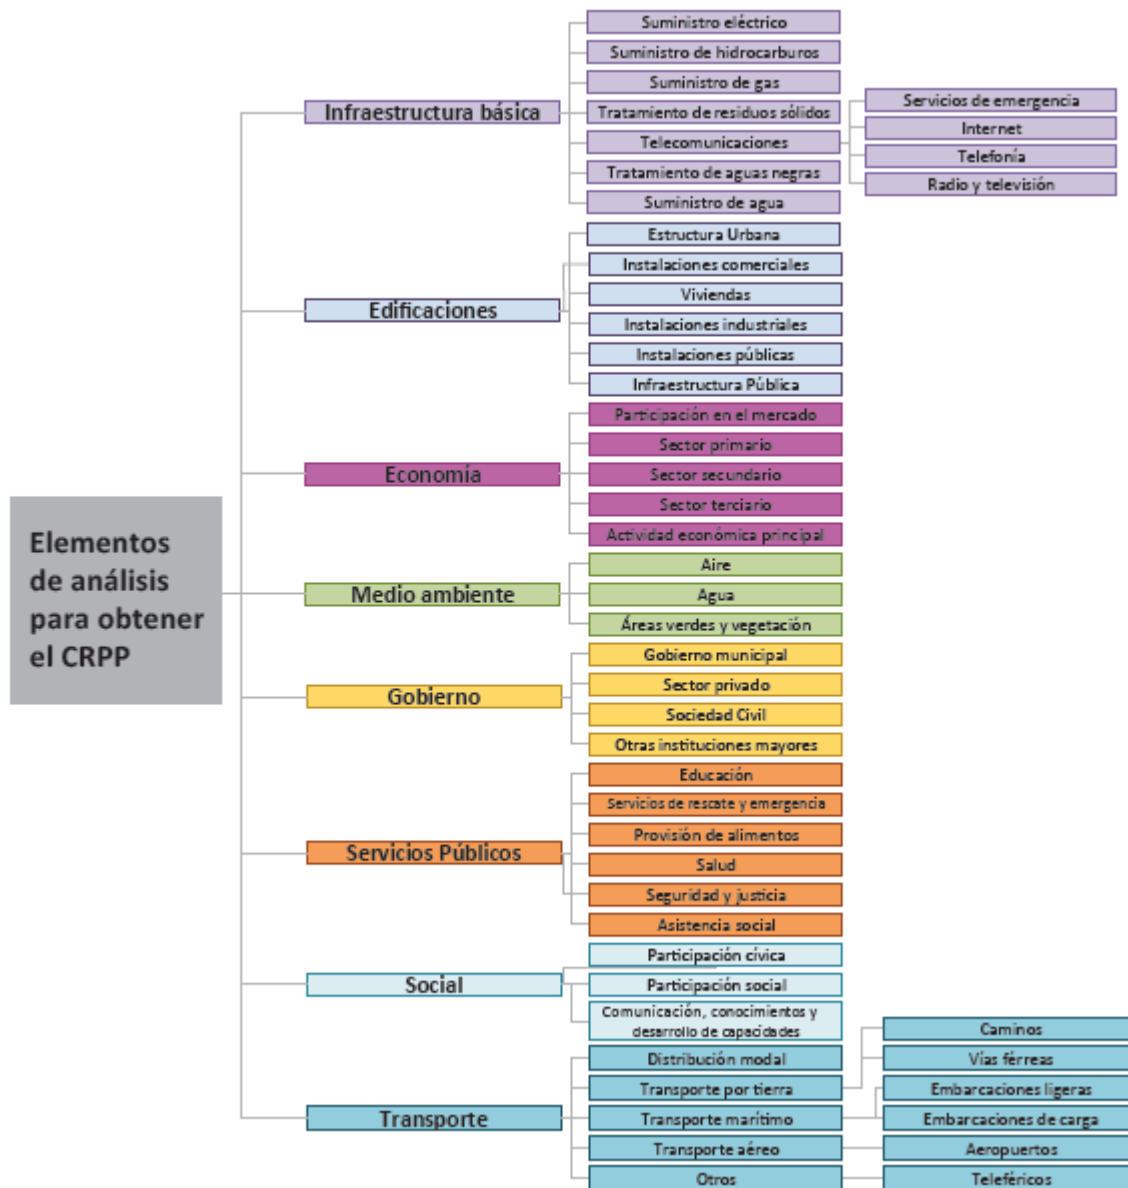 Elementos
de análisis
para obtener
el CRPP
Infraestructura básica
Suministro eléctrico
Suministro de hidrocarburos
Suministro de gas
Tratamiento de residuos sólidos
Telecomunicaciones
Servicios de emergencia
Internet
Telefonía
Radio y televisión
Tratamiento de aguas negras
Suministro de agua
Edificaciones
Estructura Urbana
Instalaciones comerciales
Viviendas
Instalaciones industriales
Instalaciones públicas
Infraestructura Pública
Economía
Participación en el mercado
Sector primario
Sector secundario
Sector terciario
Actividad económica principal
Medio ambiente
Aire
Agua
Áreas verdes y vegetación
Gobierno
Gobierno municipal
Sector privado
Sociedad Civil
Otras instituciones mayores
Servicios Públicos
Educación
Servicios de rescate y emergencia
Provisión de alimentos
Salud
Seguridad y justicia
Asistencia social
Social
Participación cívica
Participación social
Comunicación, conocimientos y
desarrollo de capacidades
Transporte
Distribución modal
Transporte por tierra
Caminos
Vías férreas
Transporte marítimo
Embarcaciones ligeras
Embarcaciones de carga
Transporte aéreo
Aeropuertos
Otros
Teleféricos